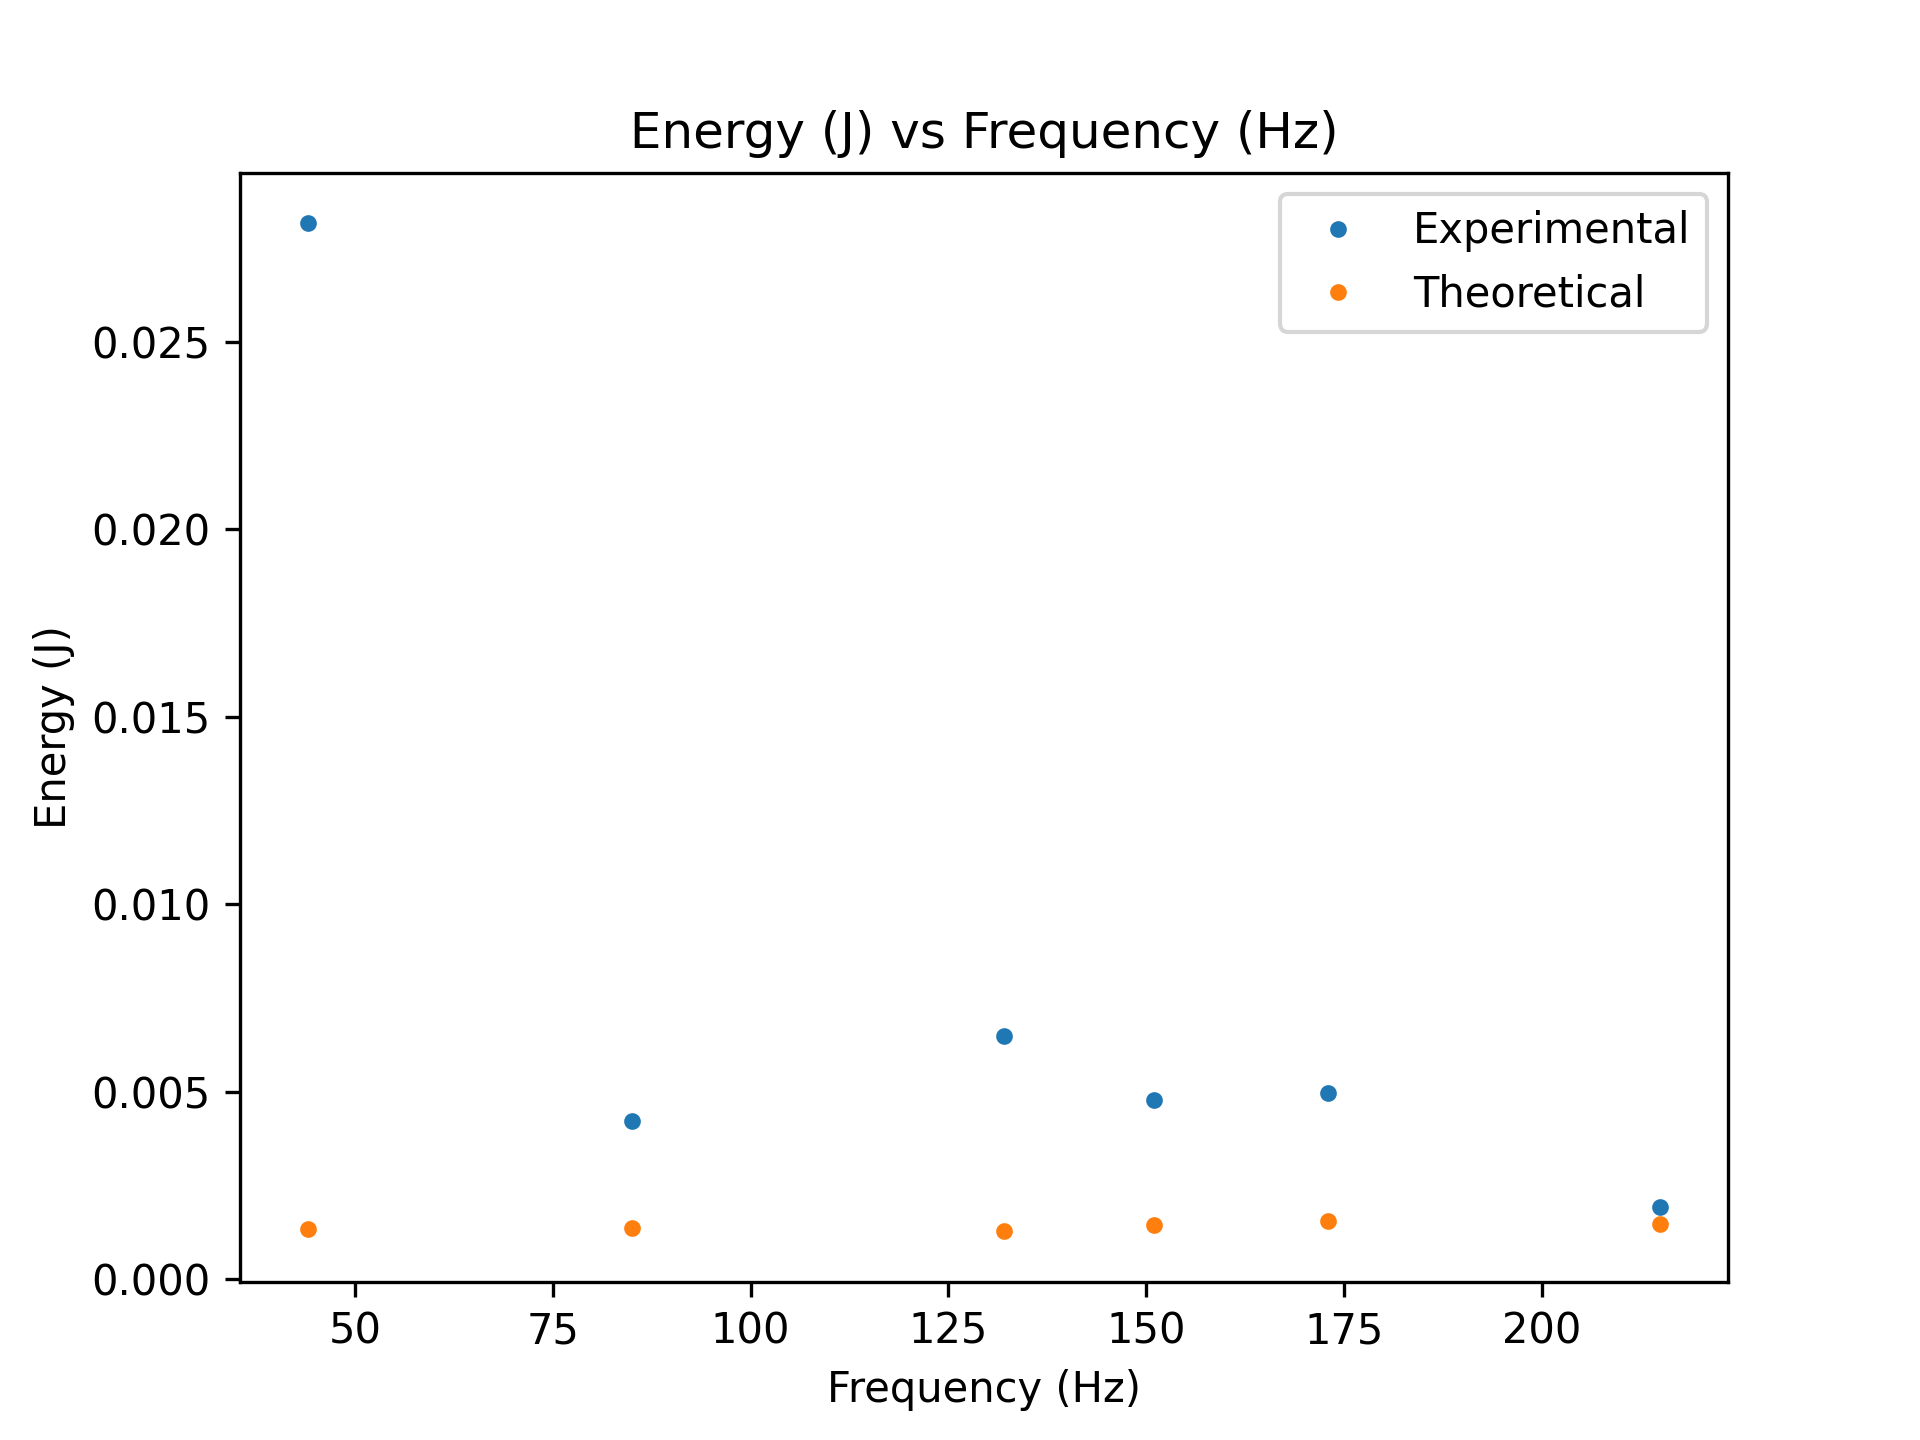 Energy (J) vs Frequency (Hz)
Experimental
Theoretical
Energy (J)
0.025
0.020
0.015
0.010
0.005
0.000
50 75 100 125 150 175 200
Frequency (Hz)